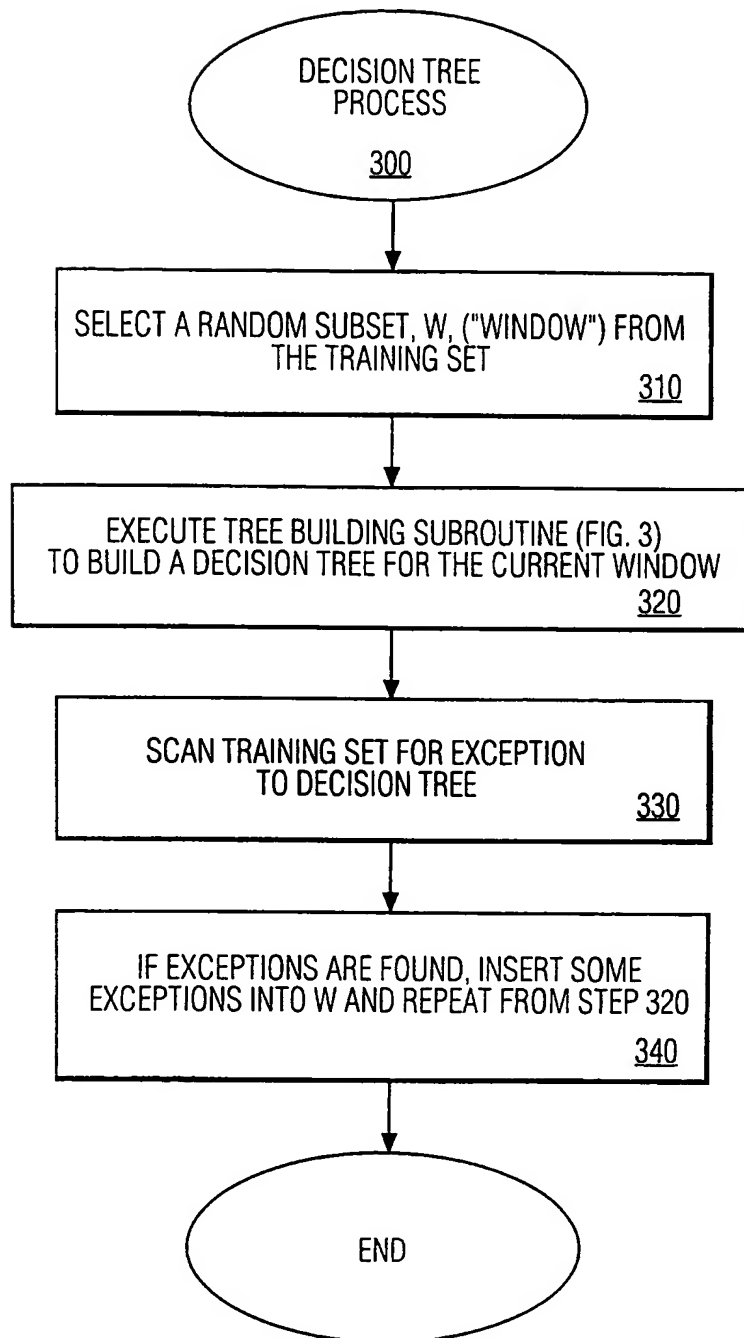 DECISION TREE
PROCESS
300
SELECT A RANDOM SUBSET, W, ("WINDOW") FROM
THE TRAINING SET
310
EXECUTE TREE BUILDING SUBROUTINE (FIG. 3)
TO BUILD A DECISION TREE FOR THE CURRENT WINDOW
320
SCAN TRAINING SET FOR EXCEPTION
TO DECISION TREE
330
IF EXCEPTIONS ARE FOUND, INSERT SOME
EXCEPTIONS INTO W AND REPEAT FROM STEP 320
340
END